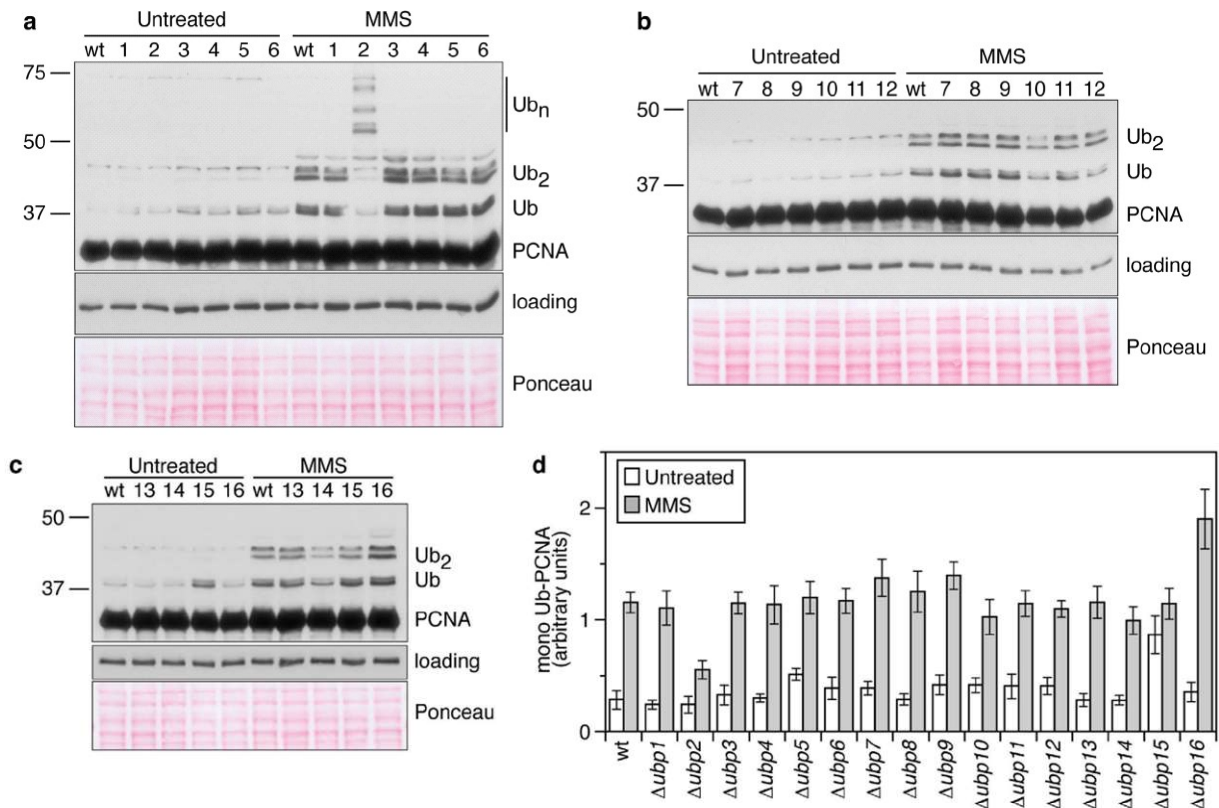 a
Untreated MMS
wt 1 2 3 4 5 6 wt 1 2 3 4 5 6
75
50
37
Ubn
Ub2
Ub
PCNA
loading
Ponceau
b
Untreated MMS
wt 7 8 9 10 11 12 wt 7 8 9 10 11 12
50
37
Ub2
Ub
PCNA
loading
Ponceau
c
Untreated MMS
wt 13 14 15 16 wt 13 14 15 16
50
37
Ub2
Ub
PCNA
loading
Ponceau
d
Untreated
MMS
mono Ub-PCNA
(arbitrary units)
2
1
0
wt
Δubp1
Δubp2
Δubp3
Δubp4
Δubp5
Δubp6
Δubp7
Δubp8
Δubp9
Δubp10
Δubp11
Δubp12
Δubp13
Δubp14
Δubp15
Δubp16